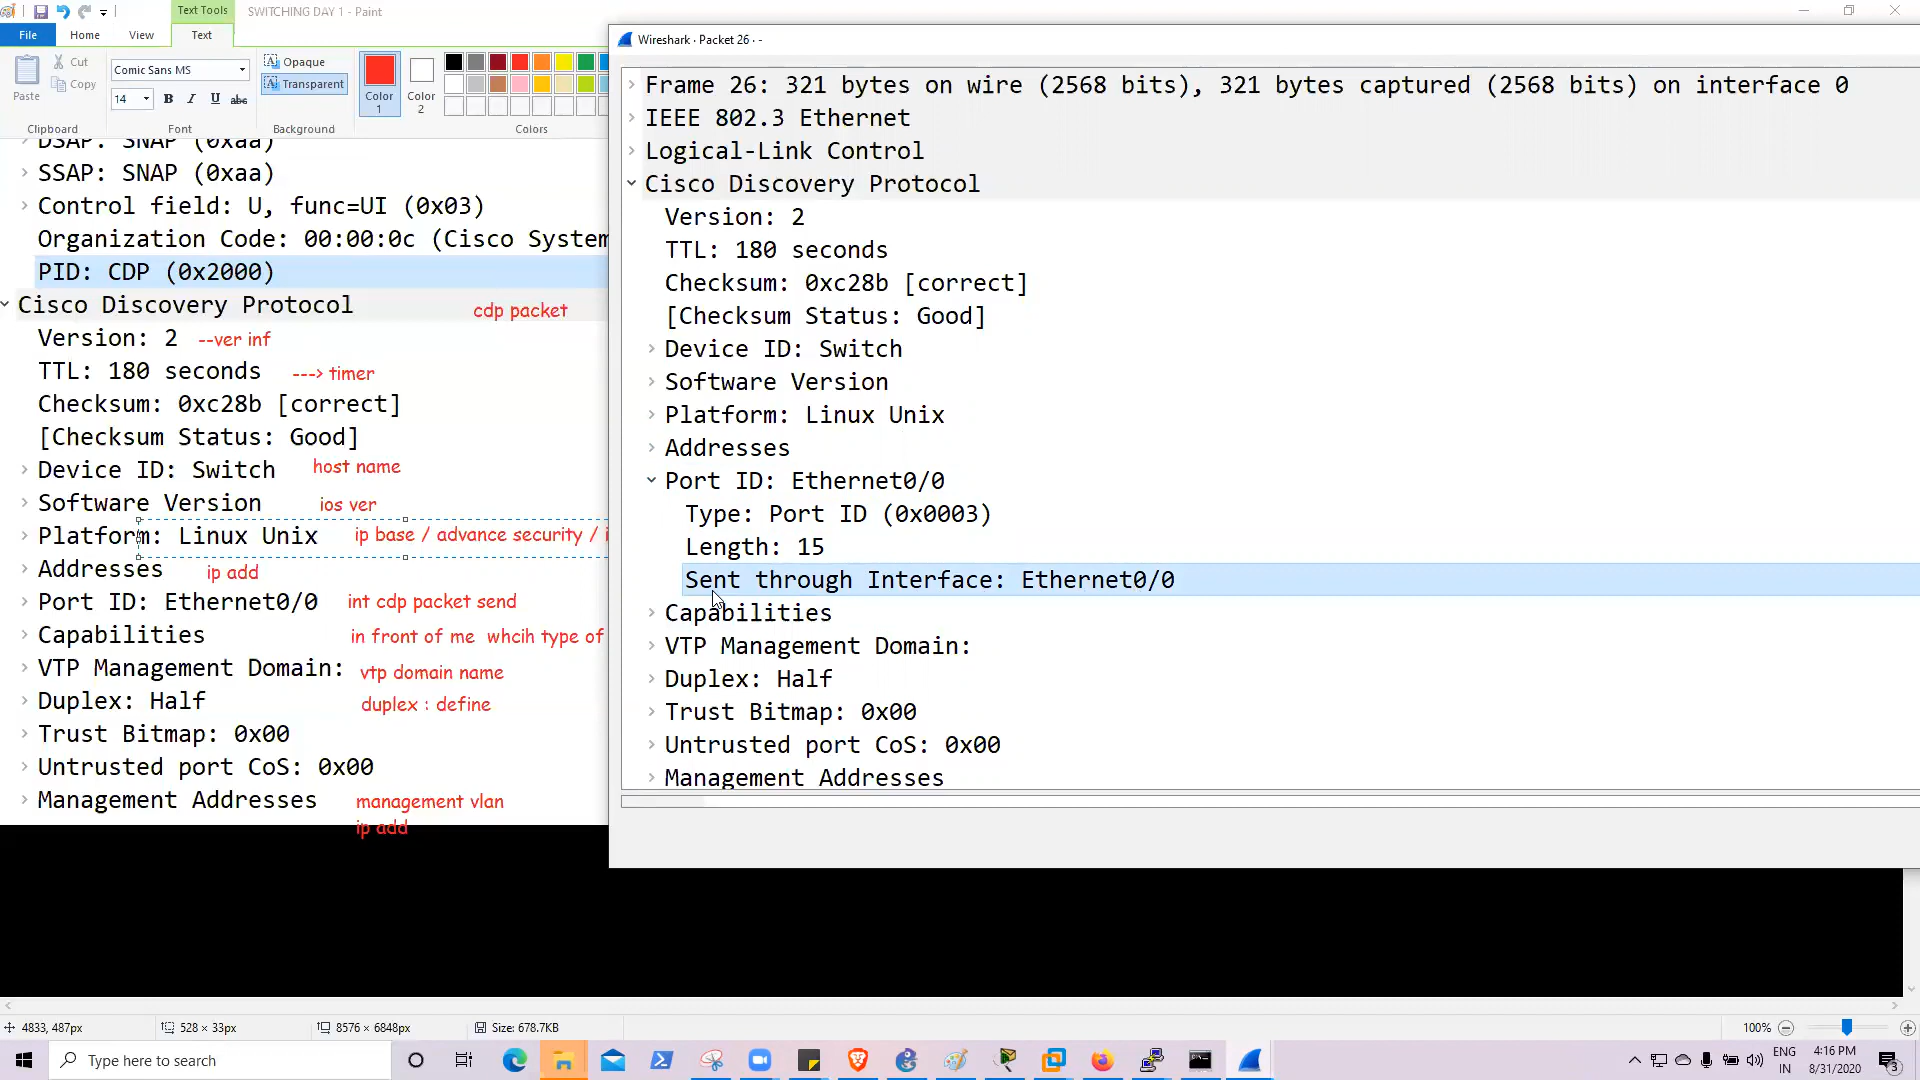 Text Tools
SWITCHING DAY 1 - Paint
File
Home
View
Text
Paste
Cut
Copy
Clipboard
Comic Sans MS
14
B I U abc
Font
Opaque
Transparent
Background
Color 1
Color 2
Colors
DSAP: SNAP (0xaa)
SSAP: SNAP (0xaa)
Control field: U, func=UI (0x03)
Organization Code: 00:00:0c (Cisco System
PID: CDP (0x2000)
Cisco Discovery Protocol cdp packet
Version: 2 --ver inf
TTL: 180 seconds ---> timer
Checksum: 0xc28b [correct]
[Checksum Status: Good]
Device ID: Switch host name
Software Version ios ver
Platform: Linux Unix ip base / advance security / i
Addresses ip add
Port ID: Ethernet0/0 int cdp packet send
Capabilities in front of me whcih type of
VTP Management Domain: vtp domain name
Duplex: Half duplex : define
Trust Bitmap: 0x00
Untrusted port CoS: 0x00
Management Addresses management vlan
ip add
Wireshark · Packet 26 · -
Frame 26: 321 bytes on wire (2568 bits), 321 bytes captured (2568 bits) on interface 0
IEEE 802.3 Ethernet
Logical-Link Control
Cisco Discovery Protocol
Version: 2
TTL: 180 seconds
Checksum: 0xc28b [correct]
[Checksum Status: Good]
Device ID: Switch
Software Version
Platform: Linux Unix
Addresses
Port ID: Ethernet0/0
Type: Port ID (0x0003)
Length: 15
Sent through Interface: Ethernet0/0
Capabilities
VTP Management Domain:
Duplex: Half
Trust Bitmap: 0x00
Untrusted port CoS: 0x00
Management Addresses
4833, 487px
528 × 33px
8576 × 6848px
Size: 678.7KB
100%
Type here to search
ENG
IN
4:16 PM
8/31/2020
3